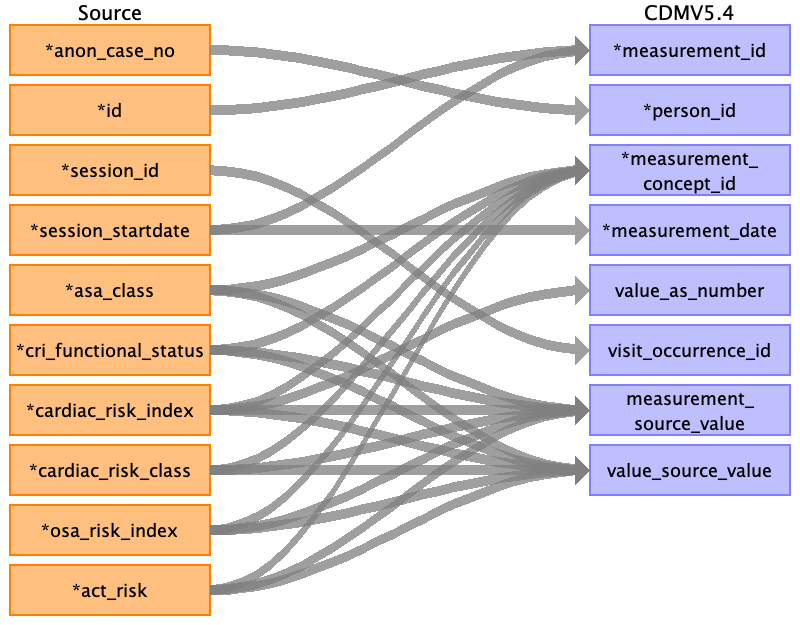 Source
CDMV5.4
*anon_case_no
*measurement_id
*id
*person_id
*session_id
*measurement_
concept_id
*session_startdate
*measurement_date
*asa_class
value_as_number
*cri_functional_status
visit_occurrence_id
*cardiac_risk_index
measurement_
source_value
*cardiac_risk_class
value_source_value
*osa_risk_index
*act_risk